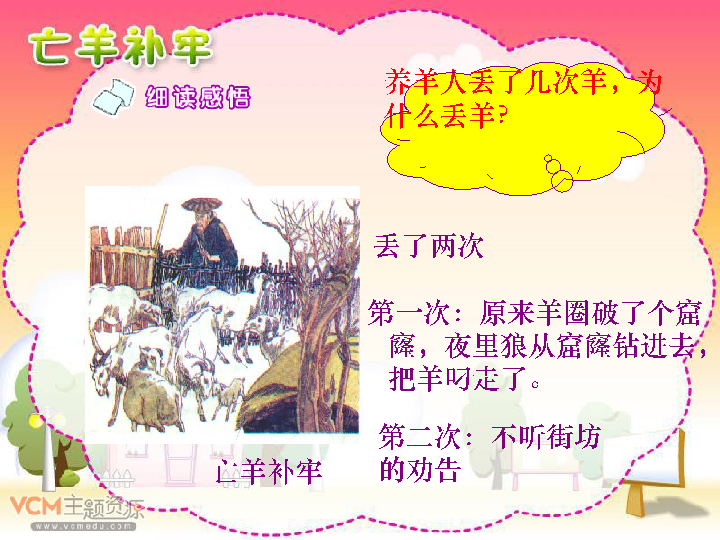 亡羊补牢
细读感悟
养羊人丢了几次羊，为
什么丢羊？
丢了两次
第一次：原来羊圈破了个窟
窿，夜里狼从窟窿钻进去，
把羊叼走了。
第二次：不听街坊
的劝告
亡羊补牢
VCM主题资源
www.vcmedu.com